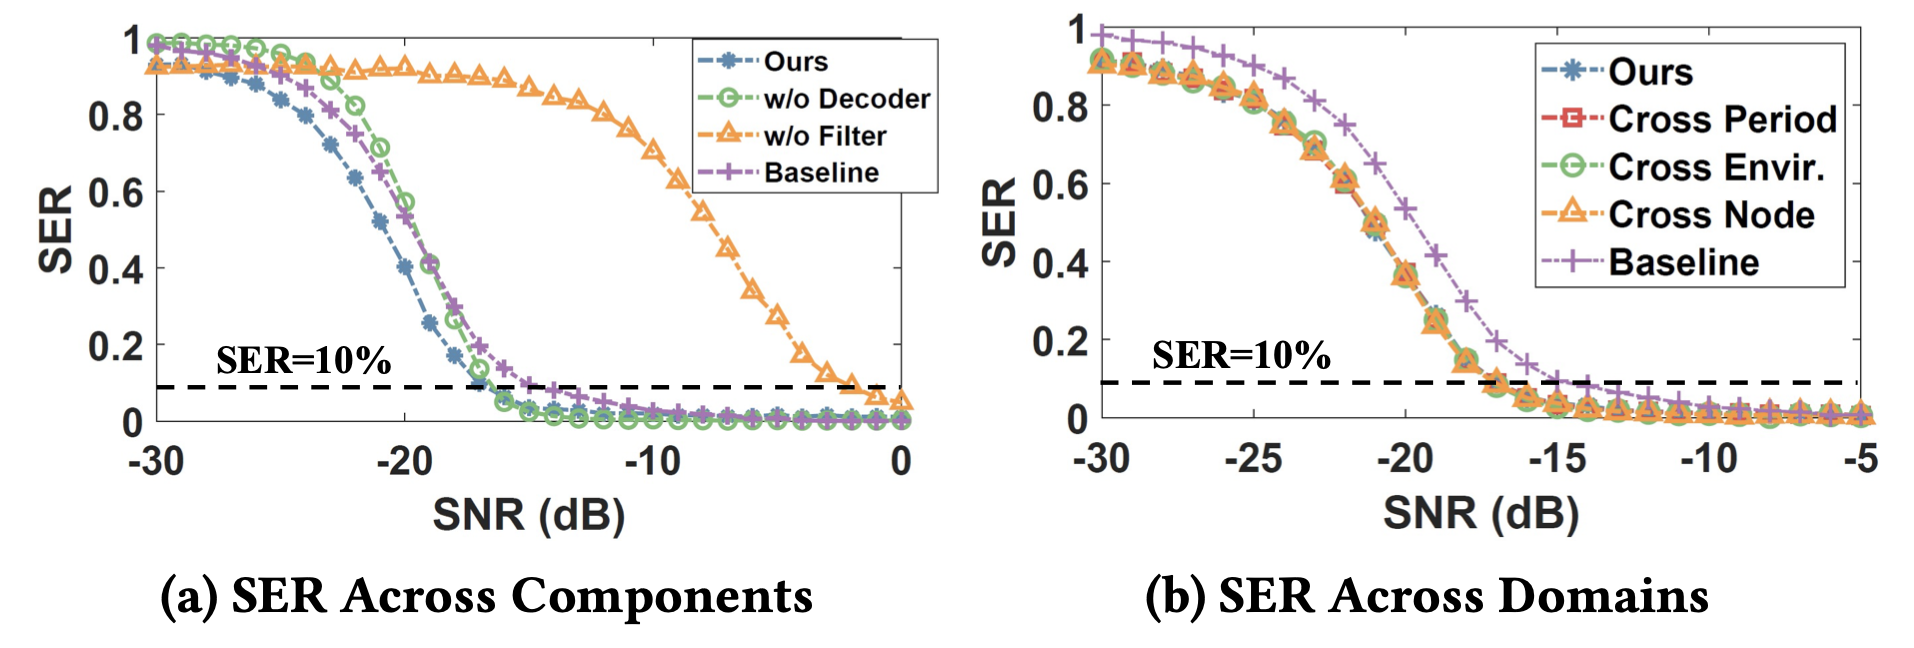 1
0.8
0.6
0.4
0.2
0
SER
-30
-20
-10
0
SNR (dB)
Ours
w/o Decoder
w/o Filter
Baseline
SER=10%
(a) SER Across Components
1
0.8
0.6
0.4
0.2
0
SER
-30
-25
-20
-15
-10
-5
SNR (dB)
Ours
Cross Period
Cross Envir.
Cross Node
Baseline
SER=10%
(b) SER Across Domains